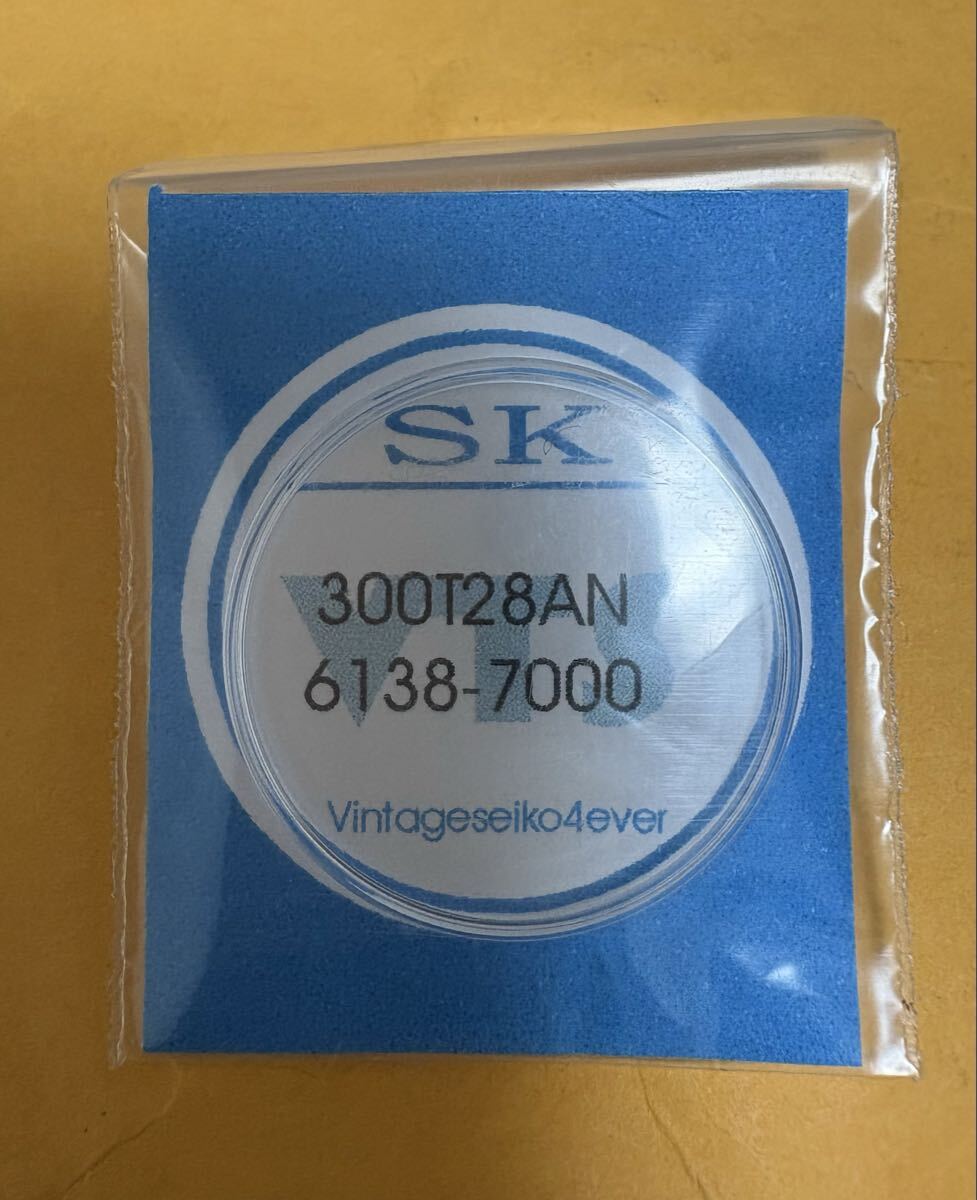 SK
300T28AN
6138-7000
Vintageseiko4ever